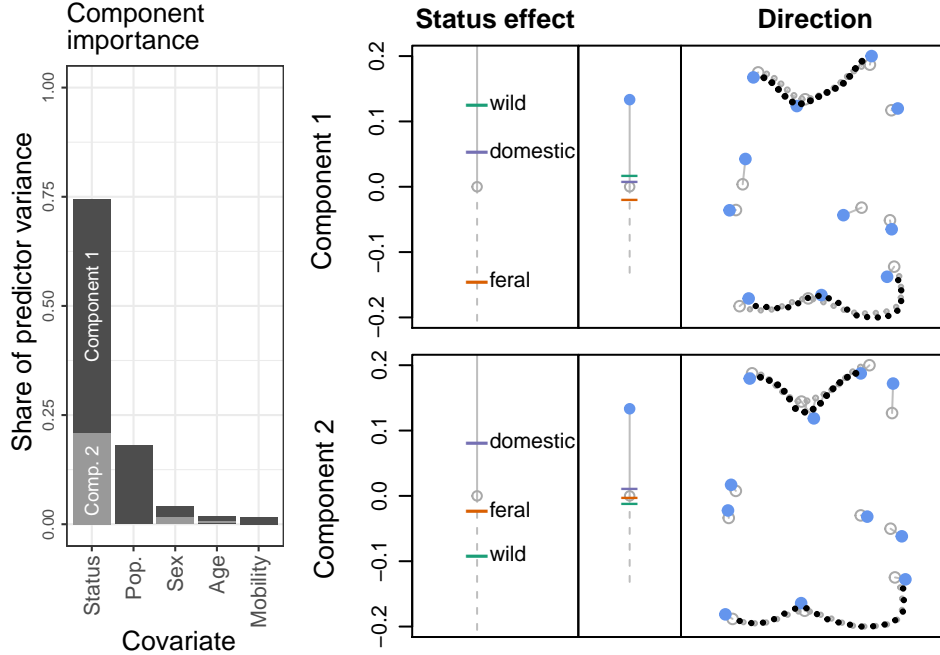 Component
importance
Share of predictor variance
1.00
0.75
0.50
0.25
0.00
Component 1
Comp. 2
Status
Pop.
Sex
Age
Mobility
Covariate
Status effect
Direction
Component 1
0.2
0.1
0.0
−0.1
−0.2
wild
domestic
feral
Component 2
0.2
0.1
0.0
−0.1
−0.2
domestic
feral
wild